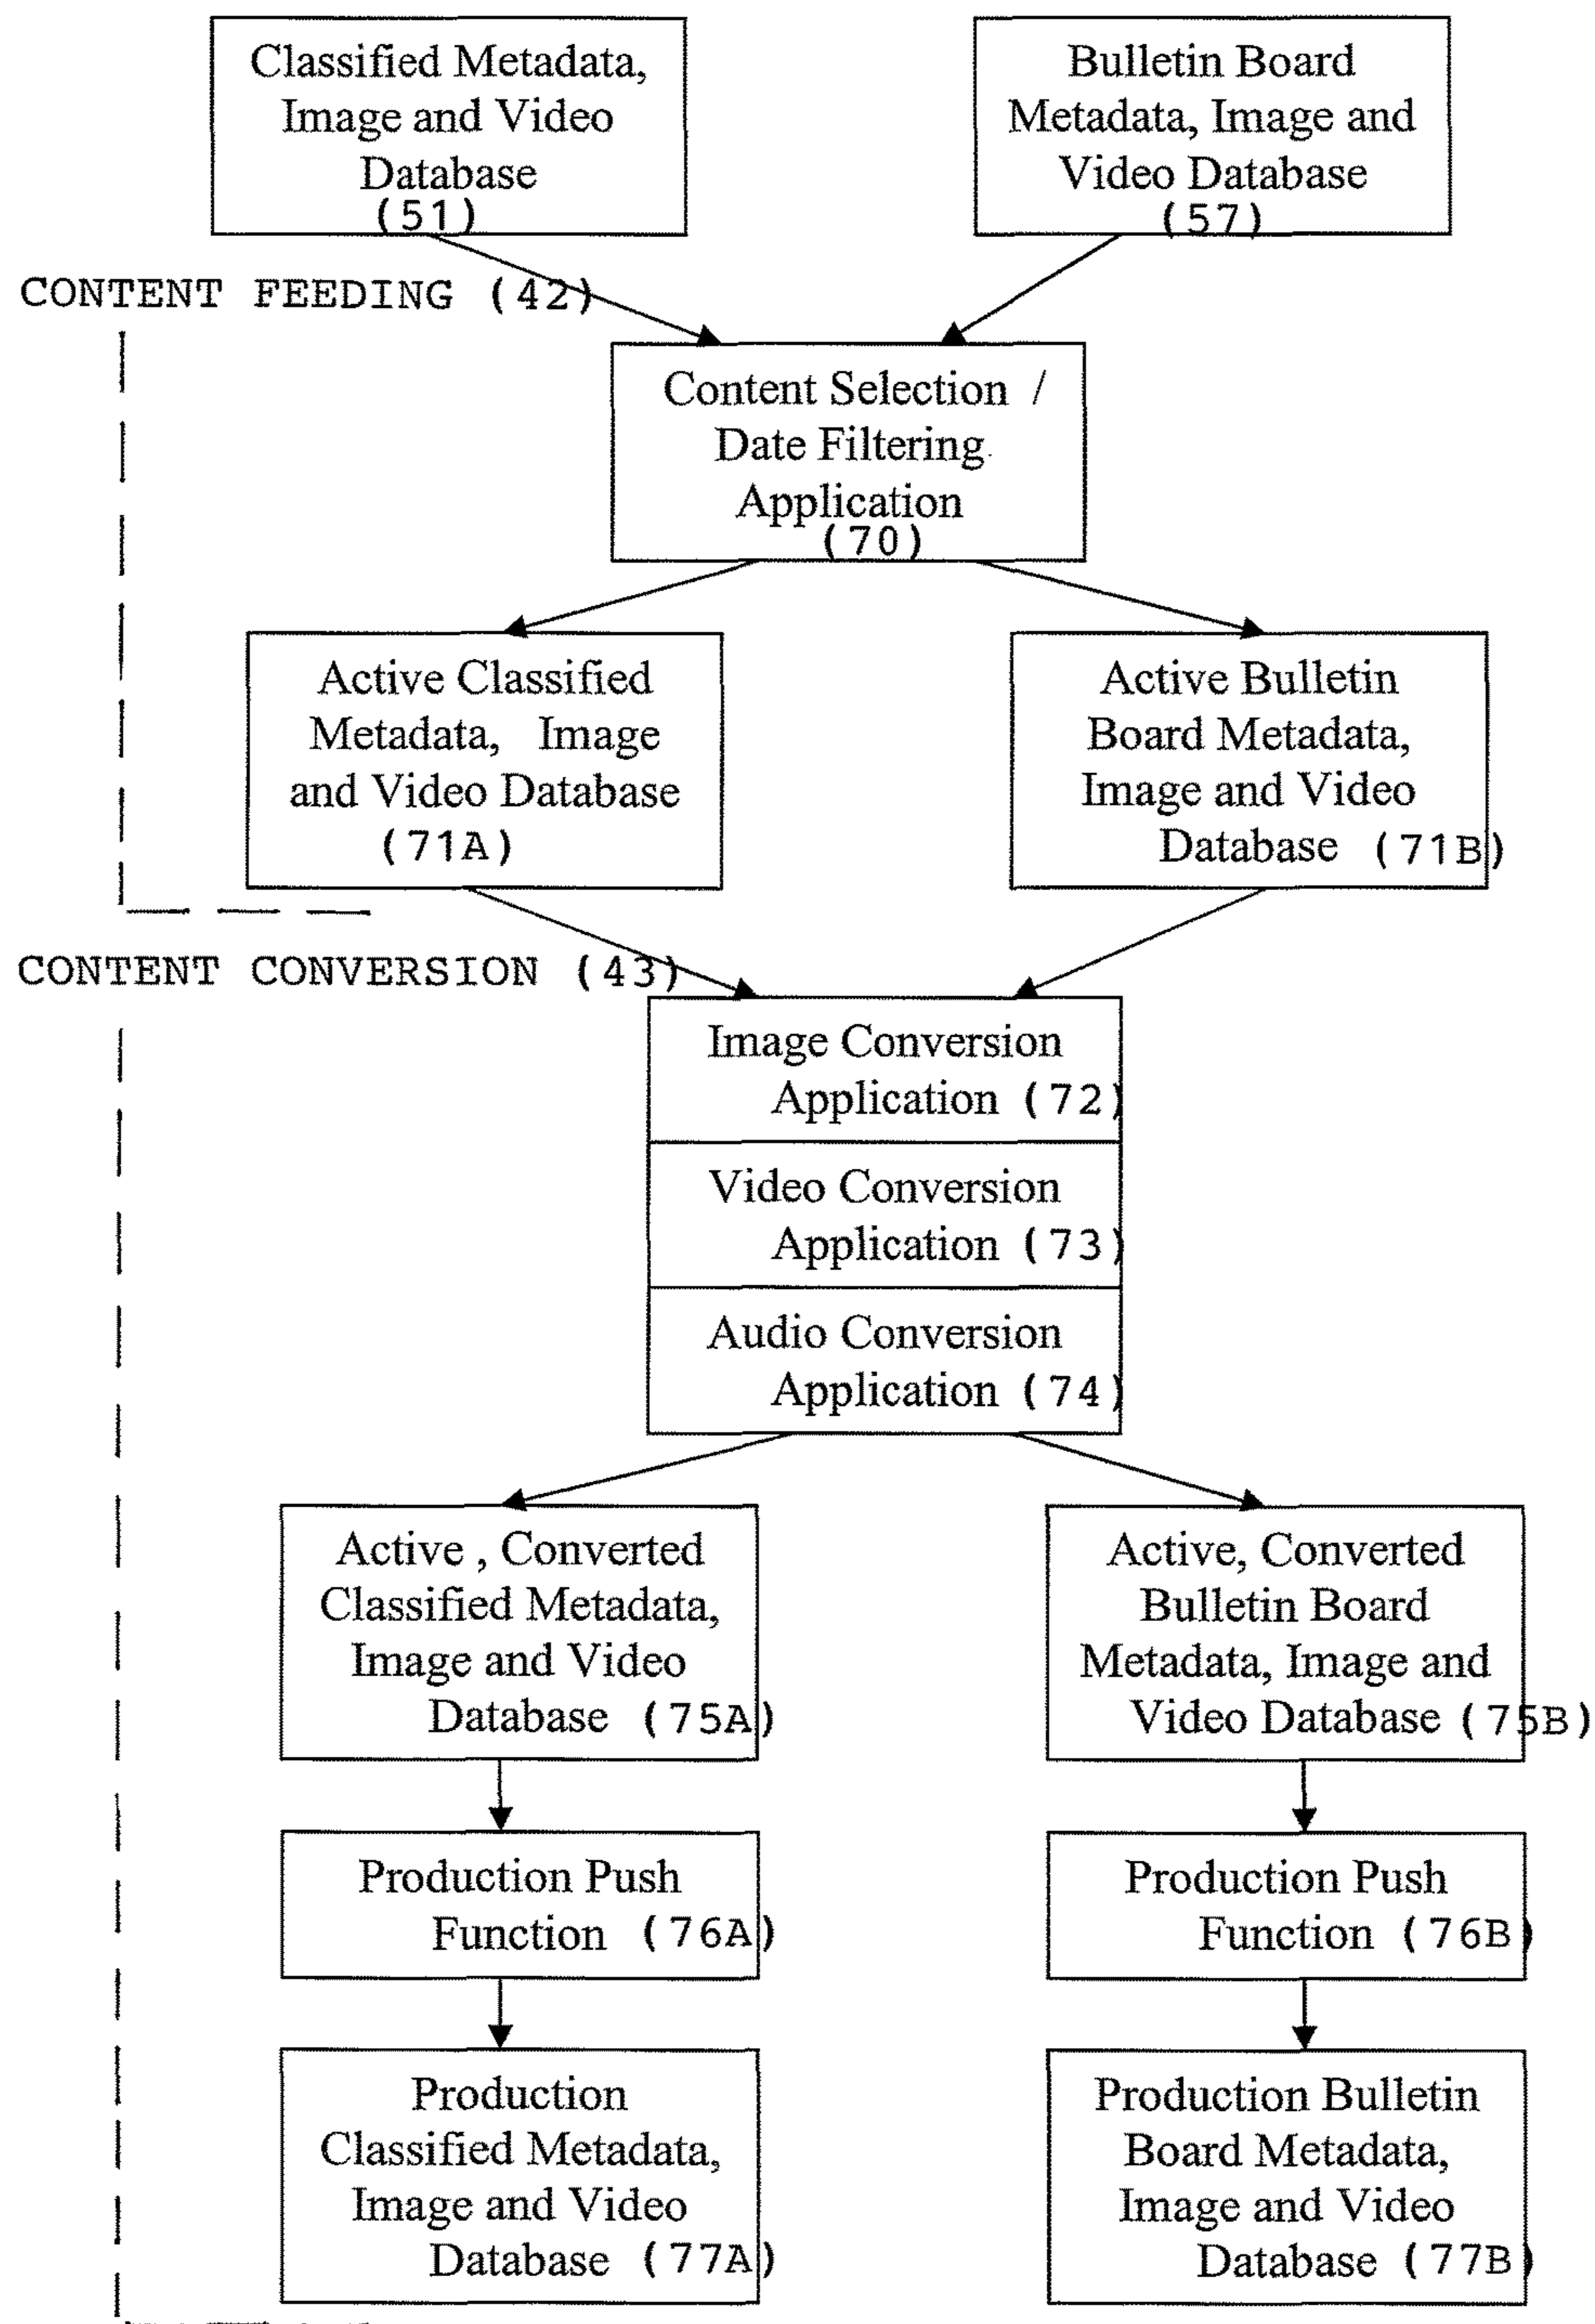 Classified Metadata,
Image and Video
Database
(51)
Bulletin Board
Metadata, Image and
Video Database
(57)
CONTENT FEEDING (42)
Content Selection /
Date Filtering
Application
(70)
Active Classified
Metadata, Image
and Video Database
(71A)
Active Bulletin
Board Metadata,
Image and Video
Database (71B)
CONTENT CONVERSION (43)
Image Conversion
Application (72)
Video Conversion
Application (73)
Audio Conversion
Application (74)
Active , Converted
Classified Metadata,
Image and Video
Database (75A)
Active, Converted
Bulletin Board
Metadata, Image and
Video Database (75B)
Production Push
Function (76A)
Production Push
Function (76B)
Production
Classified Metadata,
Image and Video
Database (77A)
Production Bulletin
Board Metadata,
Image and Video
Database (77B)